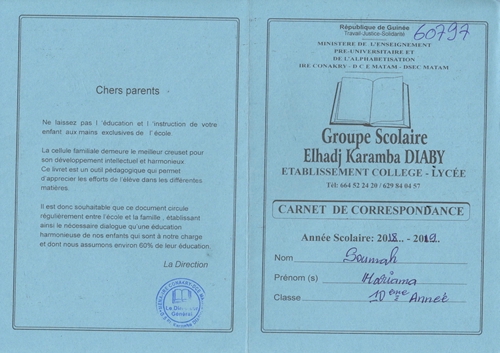 Chers parents
Ne laissez pas l 'éducation et l 'instruction de votre
enfant aux mains exclusives de l' école.
La cellule familiale demeure le meilleur creuset pour
son développement intellectuel et harmonieux.
Ce livret est un outil pédagogique qui permet
d'apprécier les efforts de l'élève dans les différentes
matières.
Il est donc souhaitable que ce document circule
régulièrement entre l'école et la famille , établissant
ainsi le nécessaire dialogue qu'une éducation
harmonieuse de nos enfants qui sont à notre charge
et dont nous assumons environ 60% de leur éducation.
La Direction
Le Directeur
Général
République de Guinée
Travail-Justice-Solidarité
60797
MINISTERE DE L'ENSEIGNEMENT
PRE-UNIVERSITAIRE ET
DE L'ALPHABETISATION
IRE CONAKRY - D C E MATAM - DSEC MATAM
Groupe Scolaire
Elhadj Karamba DIABY
ETABLISSEMENT COLLEGE - LYCÉE
Tél: 664 52 24 20 / 629 84 04 57
CARNET DE CORRESPONDANCE
Année Scolaire: 2018.. - 2019..
Nom Soumah
Prénom (s) Mariama
Classe 10ème Année